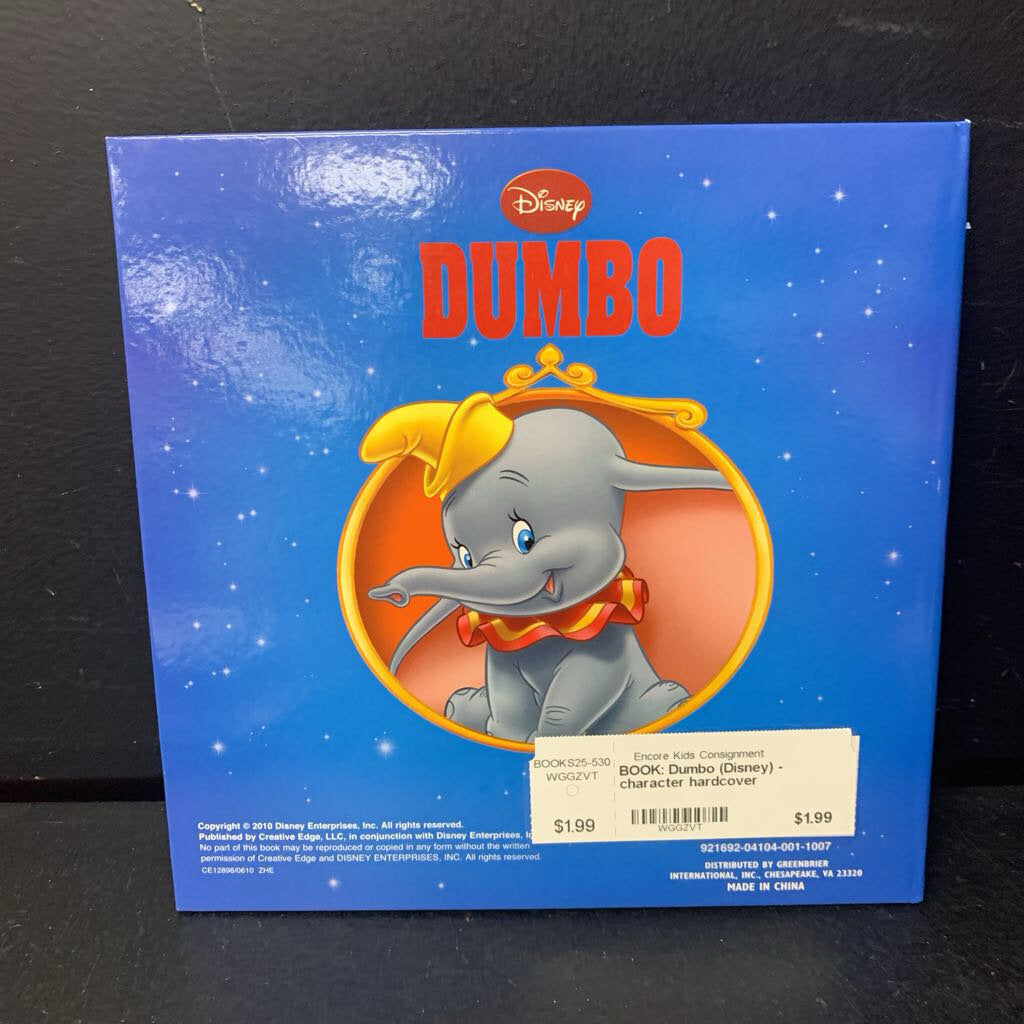 Disney
DUMBO
BOOKS25-530
WGGZVT
$1.99
Encore Kids Consignment
BOOK: Dumbo (Disney) -
character hardcover
WGGZVT
$1.99
Copyright © 2010 Disney Enterprises, Inc. All rights reserved.
Published by Creative Edge, LLC, in conjunction with Disney Enterprises,
No part of this book may be reproduced or copied in any form without the written
permission of Creative Edge and DISNEY ENTERPRISES, INC. All rights reserved.
CE12898/0610 ZHE
921692-04104-001-1007
DISTRIBUTED BY GREENBRIER
INTERNATIONAL, INC., CHESAPEAKE, VA 23320
MADE IN CHINA